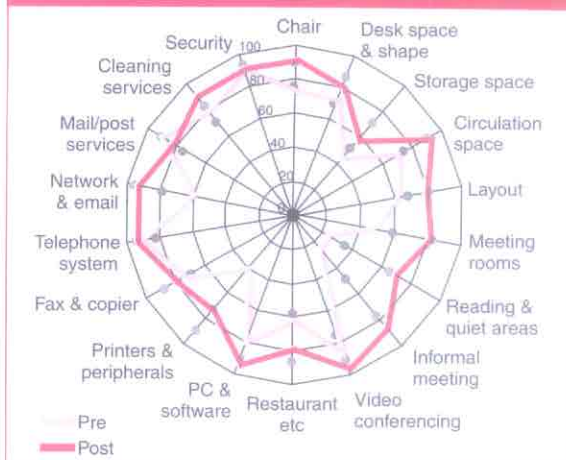 Chair
Desk space
& shape
Storage space
Circulation
space
Layout
Meeting
rooms
Reading &
quiet areas
Informal
meeting
Video
conferencing
Restaurant
etc
PC &
software
Printers &
peripherals
Fax & copier
Telephone
system
Network
& email
Mail/post
services
Cleaning
services
Security
100
80
60
40
20
0
Pre
Post